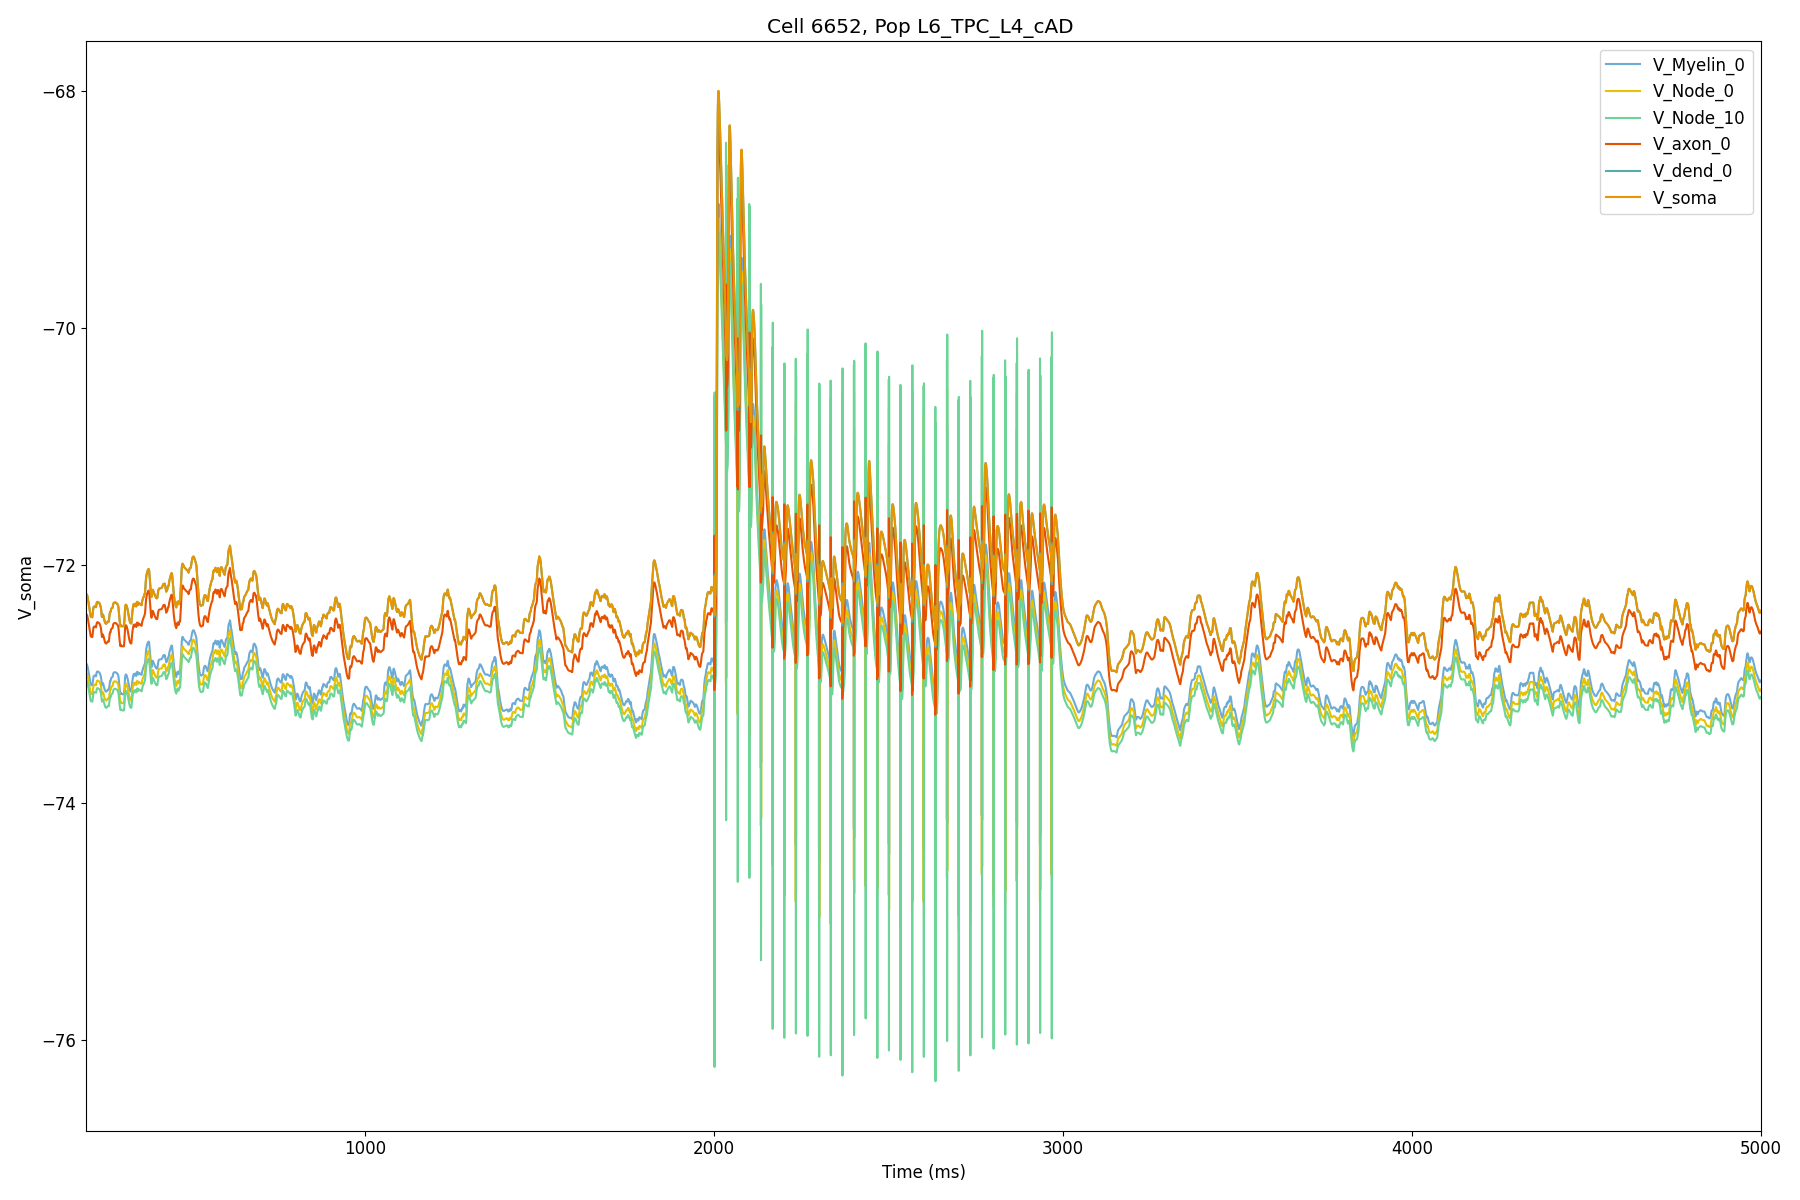 Cell 6652, Pop L6_TPC_L4_cAD
V_Myelin_0
V_Node_0
V_Node_10
V_axon_0
V_dend_0
V_soma
−68
−70
−72
−74
−76
V_soma
1000
2000
3000
4000
5000
Time (ms)